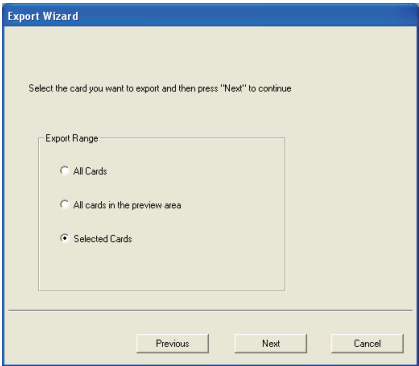 Export Wizard
Select the card you want to export and then press "Next" to continue
Export Range
All Cards
All cards in the preview area
Selected Cards
Previous Next Cancel